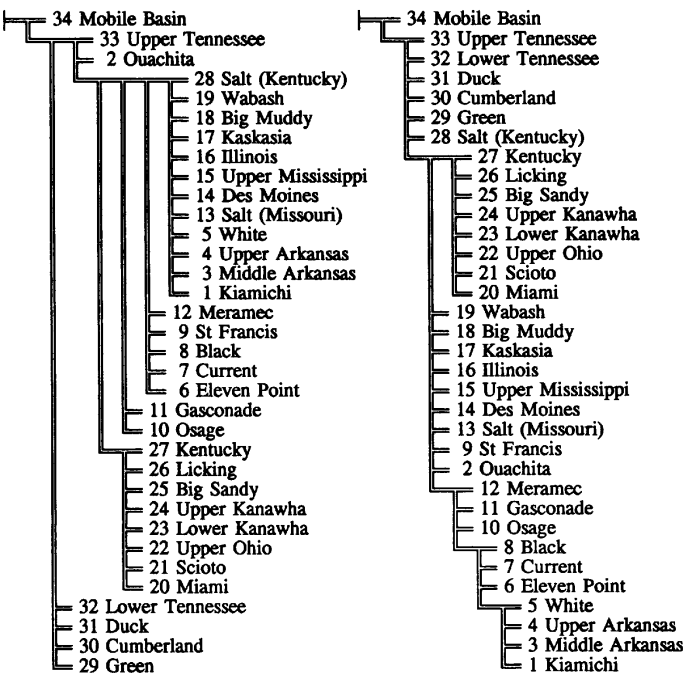 34 Mobile Basin
33 Upper Tennessee
2 Ouachita
28 Salt (Kentucky)
19 Wabash
18 Big Muddy
17 Kaskasia
16 Illinois
15 Upper Mississippi
14 Des Moines
13 Salt (Missouri)
5 White
4 Upper Arkansas
3 Middle Arkansas
1 Kiamichi
12 Meramec
9 St Francis
8 Black
7 Current
6 Eleven Point
11 Gasconade
10 Osage
27 Kentucky
26 Licking
25 Big Sandy
24 Upper Kanawha
23 Lower Kanawha
22 Upper Ohio
21 Scioto
20 Miami
32 Lower Tennessee
31 Duck
30 Cumberland
29 Green
34 Mobile Basin
33 Upper Tennessee
32 Lower Tennessee
31 Duck
30 Cumberland
29 Green
28 Salt (Kentucky)
27 Kentucky
26 Licking
25 Big Sandy
24 Upper Kanawha
23 Lower Kanawha
22 Upper Ohio
21 Scioto
20 Miami
19 Wabash
18 Big Muddy
17 Kaskasia
16 Illinois
15 Upper Mississippi
14 Des Moines
13 Salt (Missouri)
9 St Francis
2 Ouachita
12 Meramec
11 Gasconade
10 Osage
8 Black
7 Current
6 Eleven Point
5 White
4 Upper Arkansas
3 Middle Arkansas
1 Kiamichi